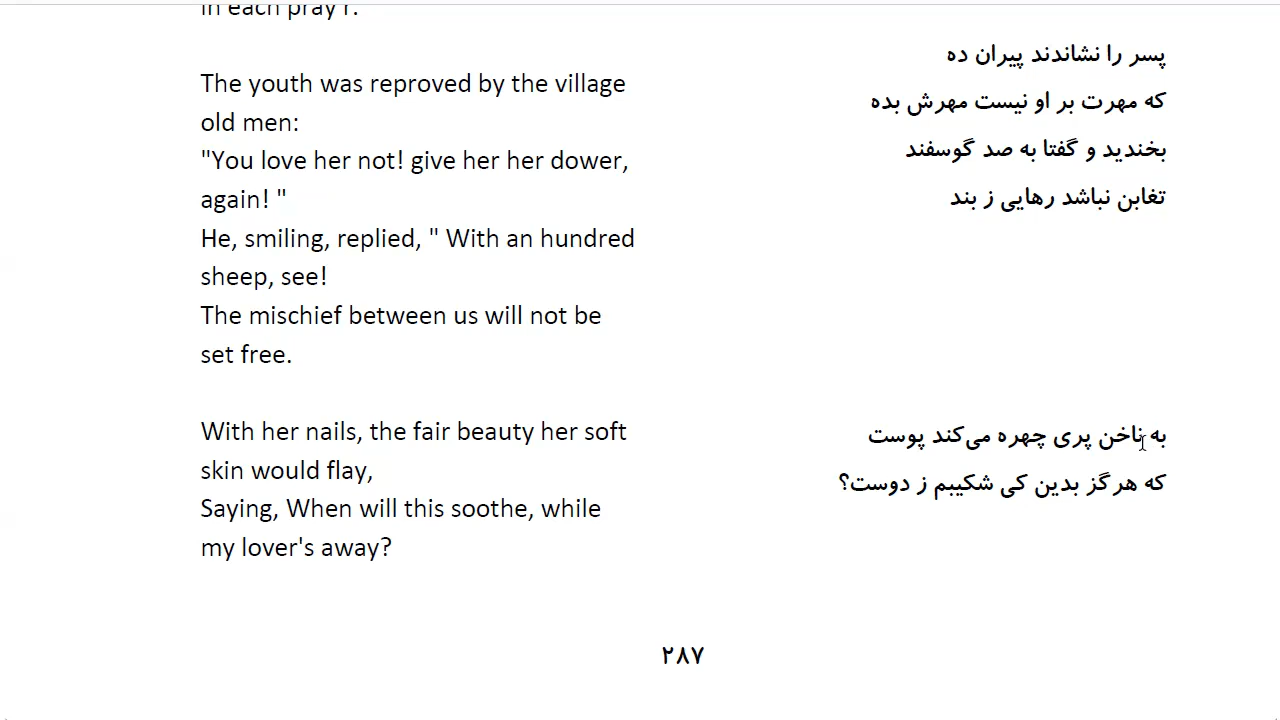 in each pray'r.
The youth was reproved by the village
old men:
"You love her not! give her her dower,
again! "
He, smiling, replied, " With an hundred
sheep, see!
The mischief between us will not be
set free.
With her nails, the fair beauty her soft
skin would flay,
Saying, When will this soothe, while
my lover's away?
پسر را نشاندند پیران ده
که مهرت بر او نیست مهرش بده
بخندید و گفتا به صد گوسفند
تغابن نباشد رهایی ز بند
به ناخن پری چهره می‌کند پوست
که هرگز بدین کی شکیبم ز دوست؟
۲۸۷